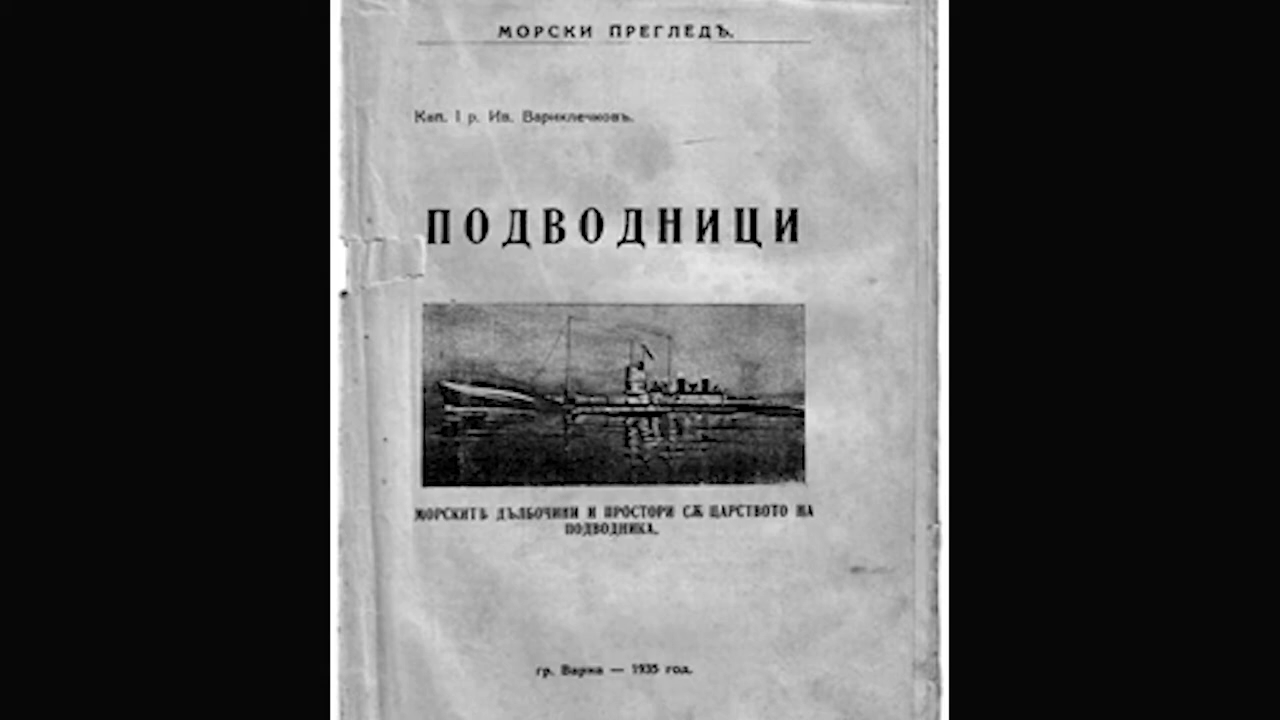 МОРСКИ ПРЕГЛЕДЪ.
Кап. I р. Ив. Вариклечковъ.
ПОДВОДНИЦИ
МОРСКИТѢ ДЪЛБОЧИНИ И ПРОСТОРИ СѪ ЦАРСТВОТО НА
ПОДВОДНИКА.
гр. Варна — 1935 год.